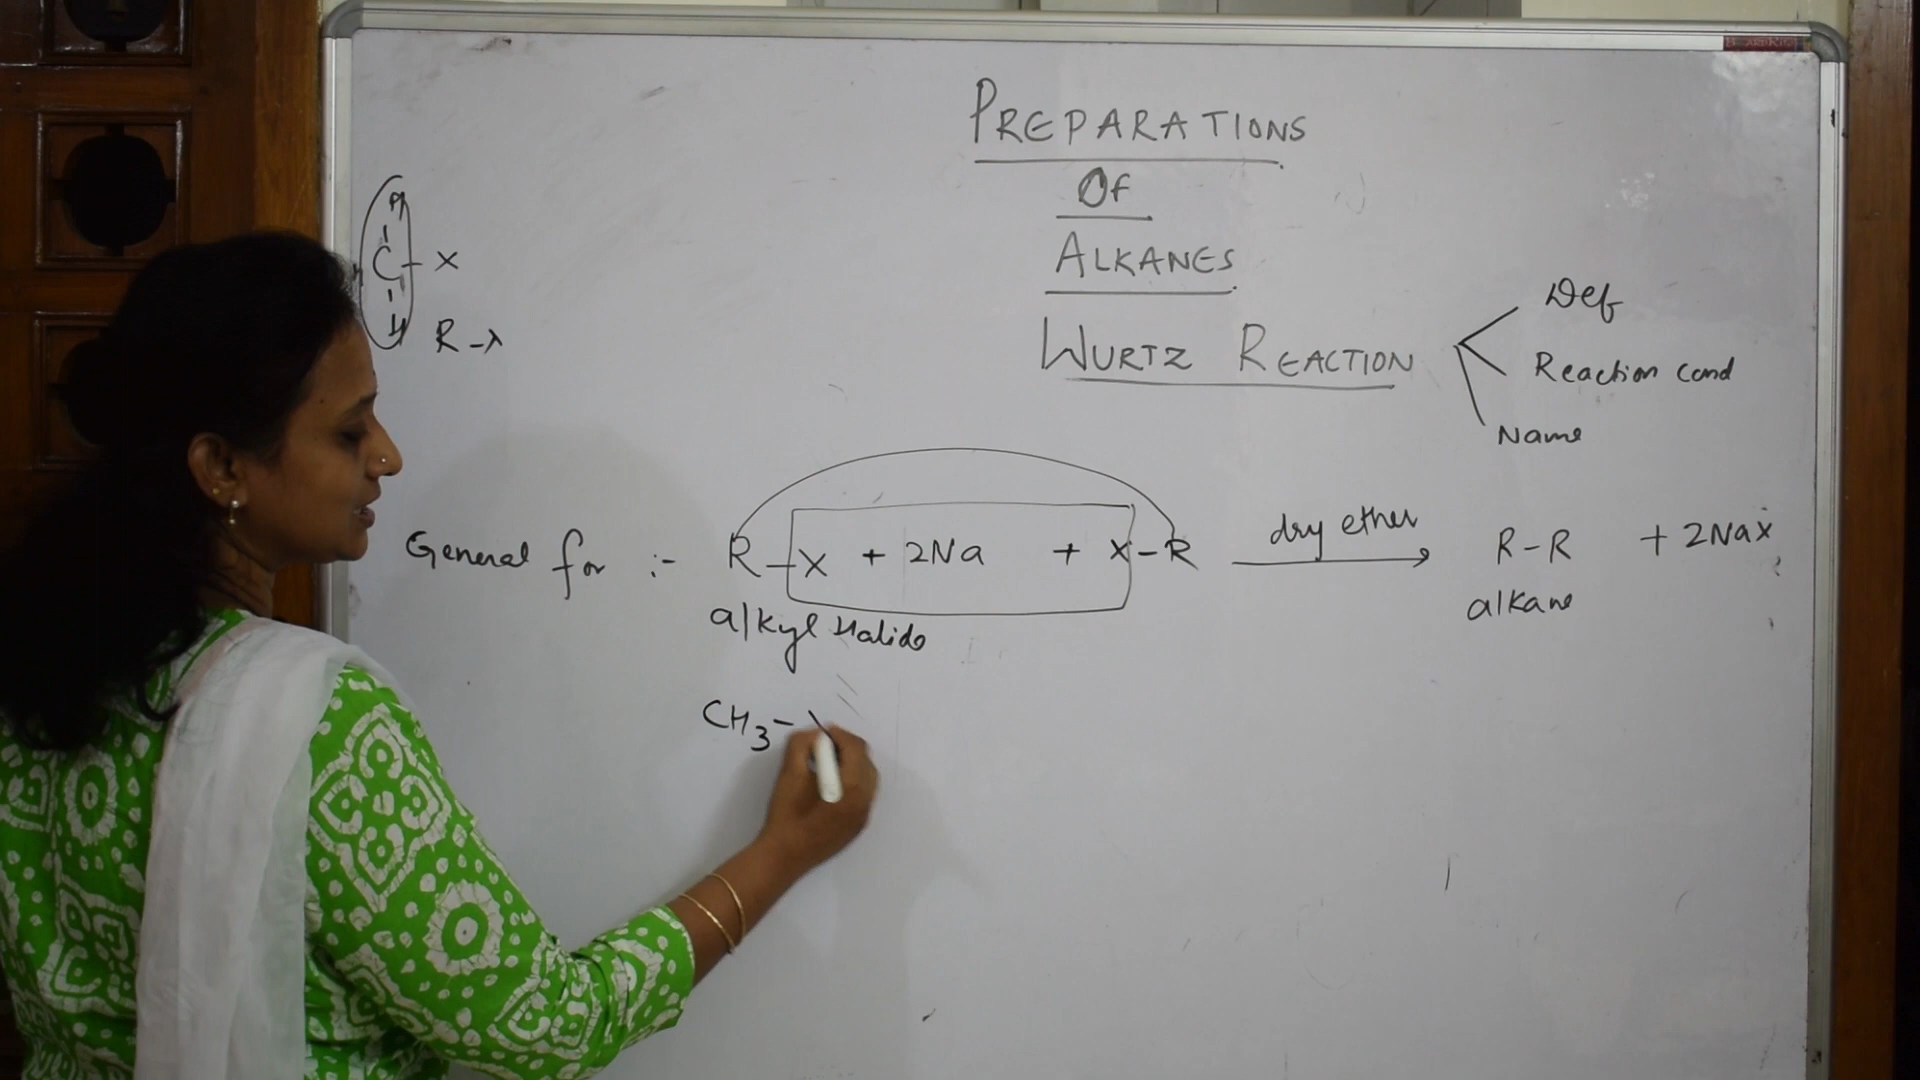 PREPARATIONS
OF
ALKANES
WURTZ REACTION
Def
Reaction cond
Name
H
C - X
H
R -
General for :- R - X + 2Na + X - R dry ether R - R + 2NaX
alkyl Halide
alkane
CH3 -